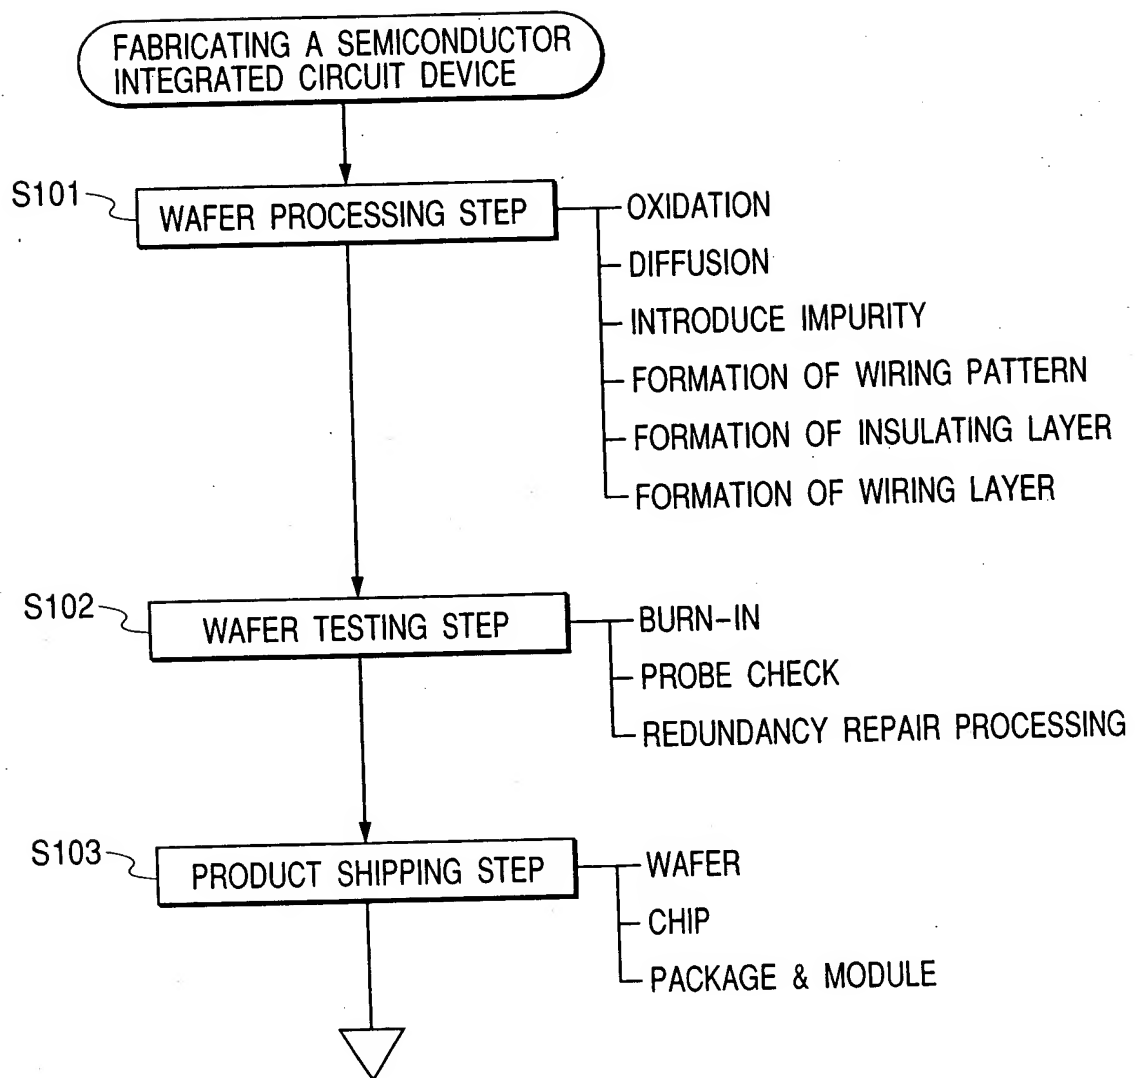 FABRICATING A SEMICONDUCTOR
INTEGRATED CIRCUIT DEVICE
S101
WAFER PROCESSING STEP
OXIDATION
DIFFUSION
INTRODUCE IMPURITY
FORMATION OF WIRING PATTERN
FORMATION OF INSULATING LAYER
FORMATION OF WIRING LAYER
S102
WAFER TESTING STEP
BURN-IN
PROBE CHECK
REDUNDANCY REPAIR PROCESSING
S103
PRODUCT SHIPPING STEP
WAFER
CHIP
PACKAGE & MODULE